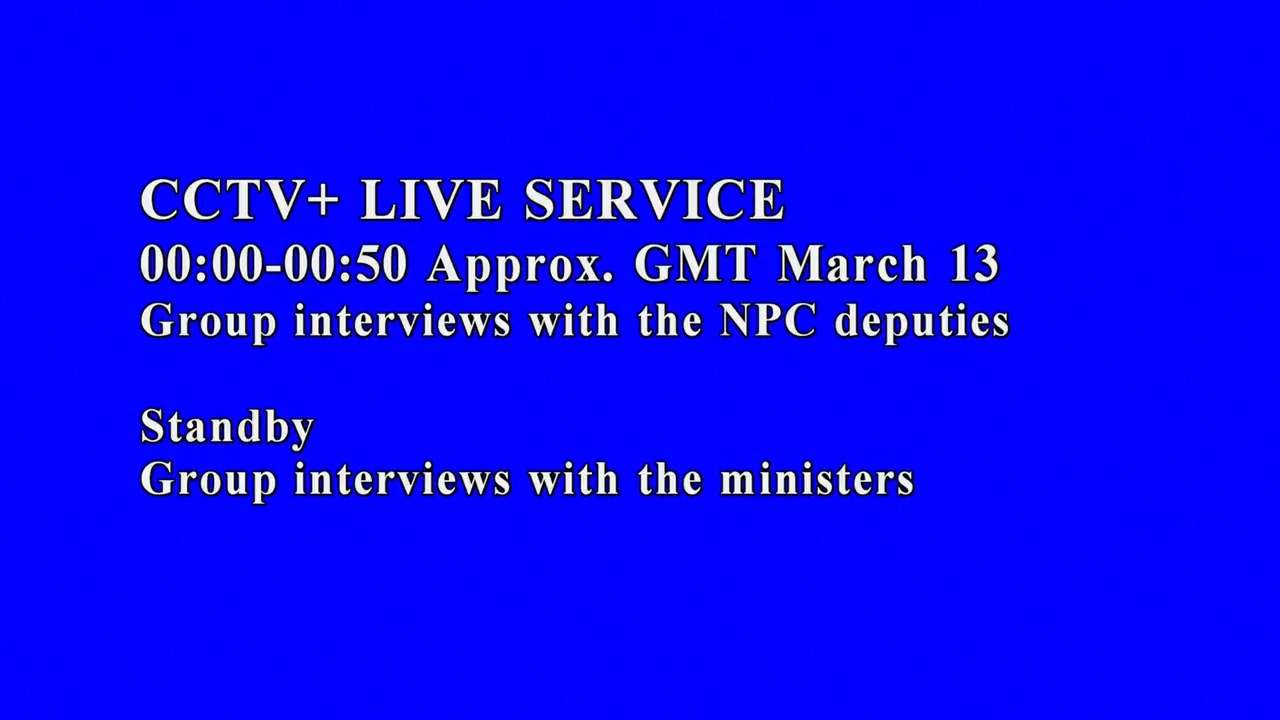 CCTV+ LIVE SERVICE
00:00-00:50 Approx. GMT March 13
Group interviews with the NPC deputies
Standby
Group interviews with the ministers